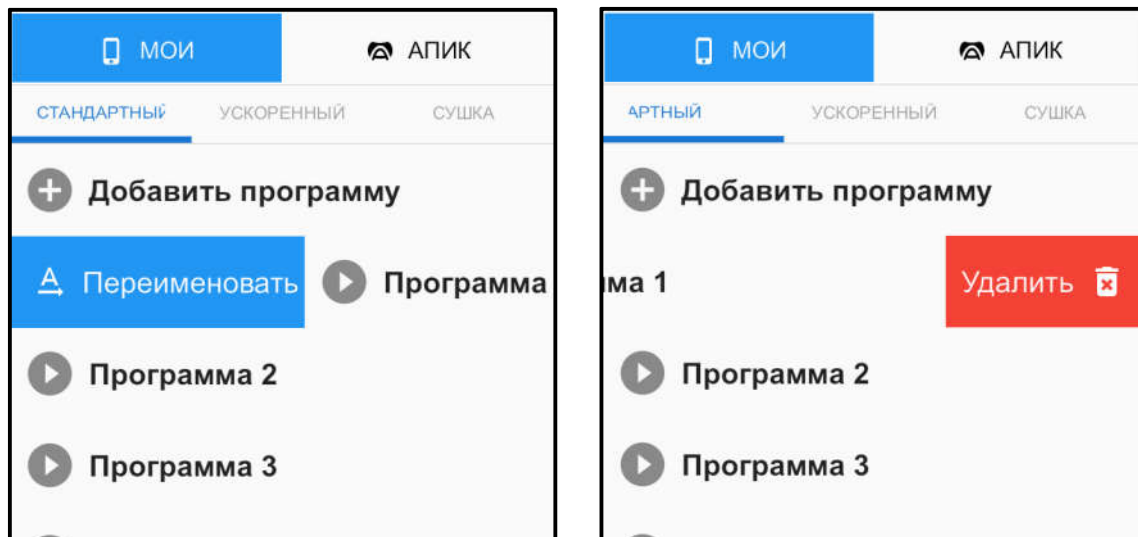 МОИ
АПИК
СТАНДАРТНЫЙ
УСКОРЕННЫЙ
СУШКА
Добавить программу
Переименовать
Программа
Программа 2
Программа 3
МОИ
АПИК
АРТНЫЙ
УСКОРЕННЫЙ
СУШКА
Добавить программу
ма 1
Удалить
Программа 2
Программа 3